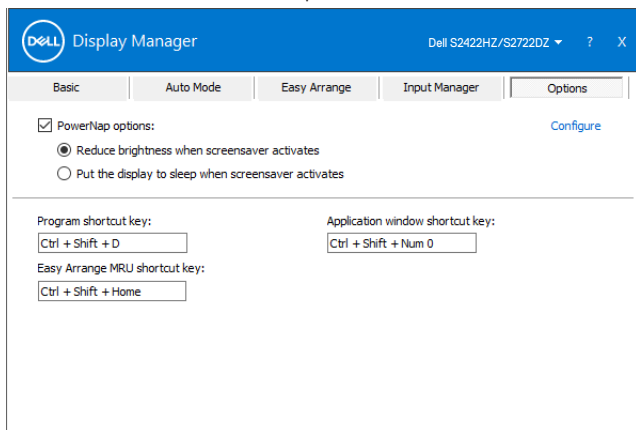 DELL Display Manager Dell S2422HZ/S2722DZ ? X
Basic Auto Mode Easy Arrange Input Manager Options
PowerNap options: Configure
Reduce brightness when screensaver activates
Put the display to sleep when screensaver activates
Program shortcut key: Application window shortcut key:
Ctrl + Shift + D Ctrl + Shift + Num 0
Easy Arrange MRU shortcut key:
Ctrl + Shift + Home